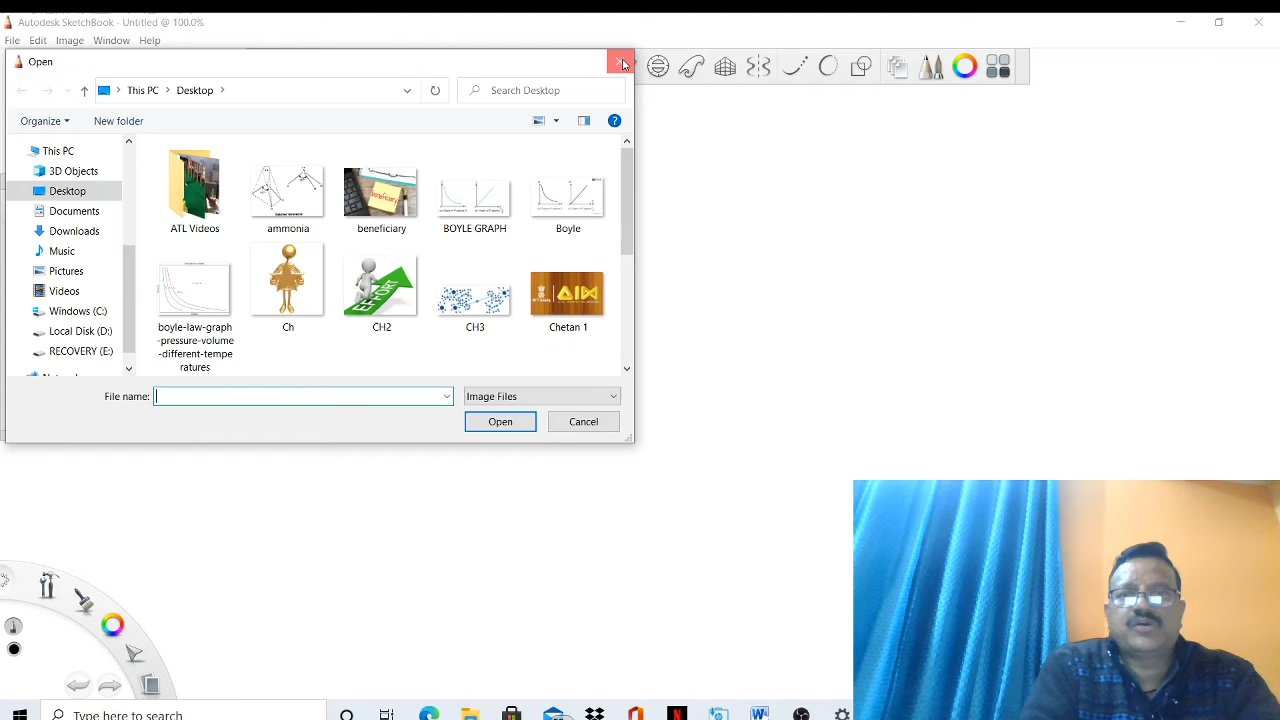 Autodesk SketchBook - Untitled @ 100.0%
File Edit Image Window Help
Open
This PC > Desktop >
Search Desktop
Organize
New folder
This PC
3D Objects
Desktop
Documents
Downloads
Music
Pictures
Videos
Windows (C:)
Local Disk (D:)
RECOVERY (E:)
ATL Videos
ammonia
beneficiary
BOYLE GRAPH
Boyle
beneficiary
EFFORT
boyle-law-graph
-pressure-volume
-different-tempe
ratures
Ch
CH2
CH3
Chetan 1
File name:
Image Files
Open
Cancel
Type here to search